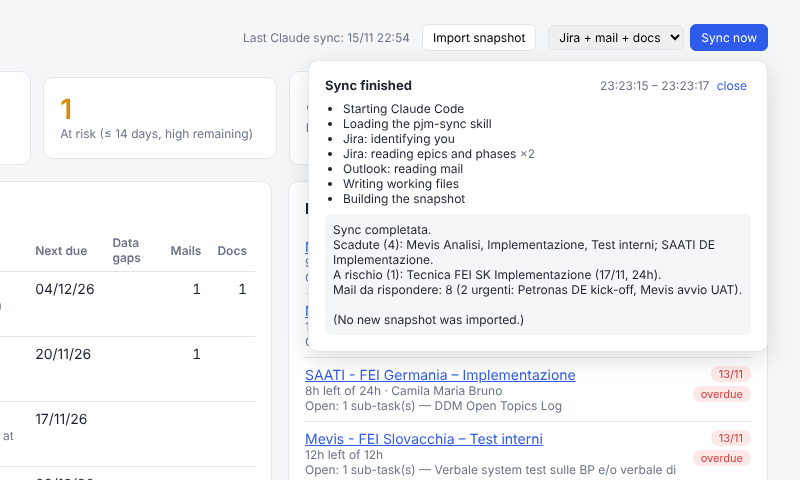 Last Claude sync: 15/11 22:54
Import snapshot
Jira + mail + docs
Sync now
1
At risk (≤ 14 days, high remaining)
Sync finished
23:23:15 – 23:23:17 close
Starting Claude Code
Loading the pjm-sync skill
Jira: identifying you
Jira: reading epics and phases ×2
Outlook: reading mail
Writing working files
Building the snapshot
Sync completata.
Scadute (4): Mevis Analisi, Implementazione, Test interni; SAATI DE
Implementazione.
A rischio (1): Tecnica FEI SK Implementazione (17/11, 24h).
Mail da rispondere: 8 (2 urgenti: Petronas DE kick-off, Mevis avvio UAT).
(No new snapshot was imported.)
Next due
Data
gaps
Mails
Docs
04/12/26
1
1
20/11/26
1
17/11/26
at
SAATI - FEI Germania – Implementazione
13/11
8h left of 24h · Camila Maria Bruno
overdue
Open: 1 sub-task(s) — DDM Open Topics Log
Mevis - FEI Slovacchia – Test interni
13/11
12h left of 12h
overdue
Open: 1 sub-task(s) — Verbale system test sulle BP e/o verbale di